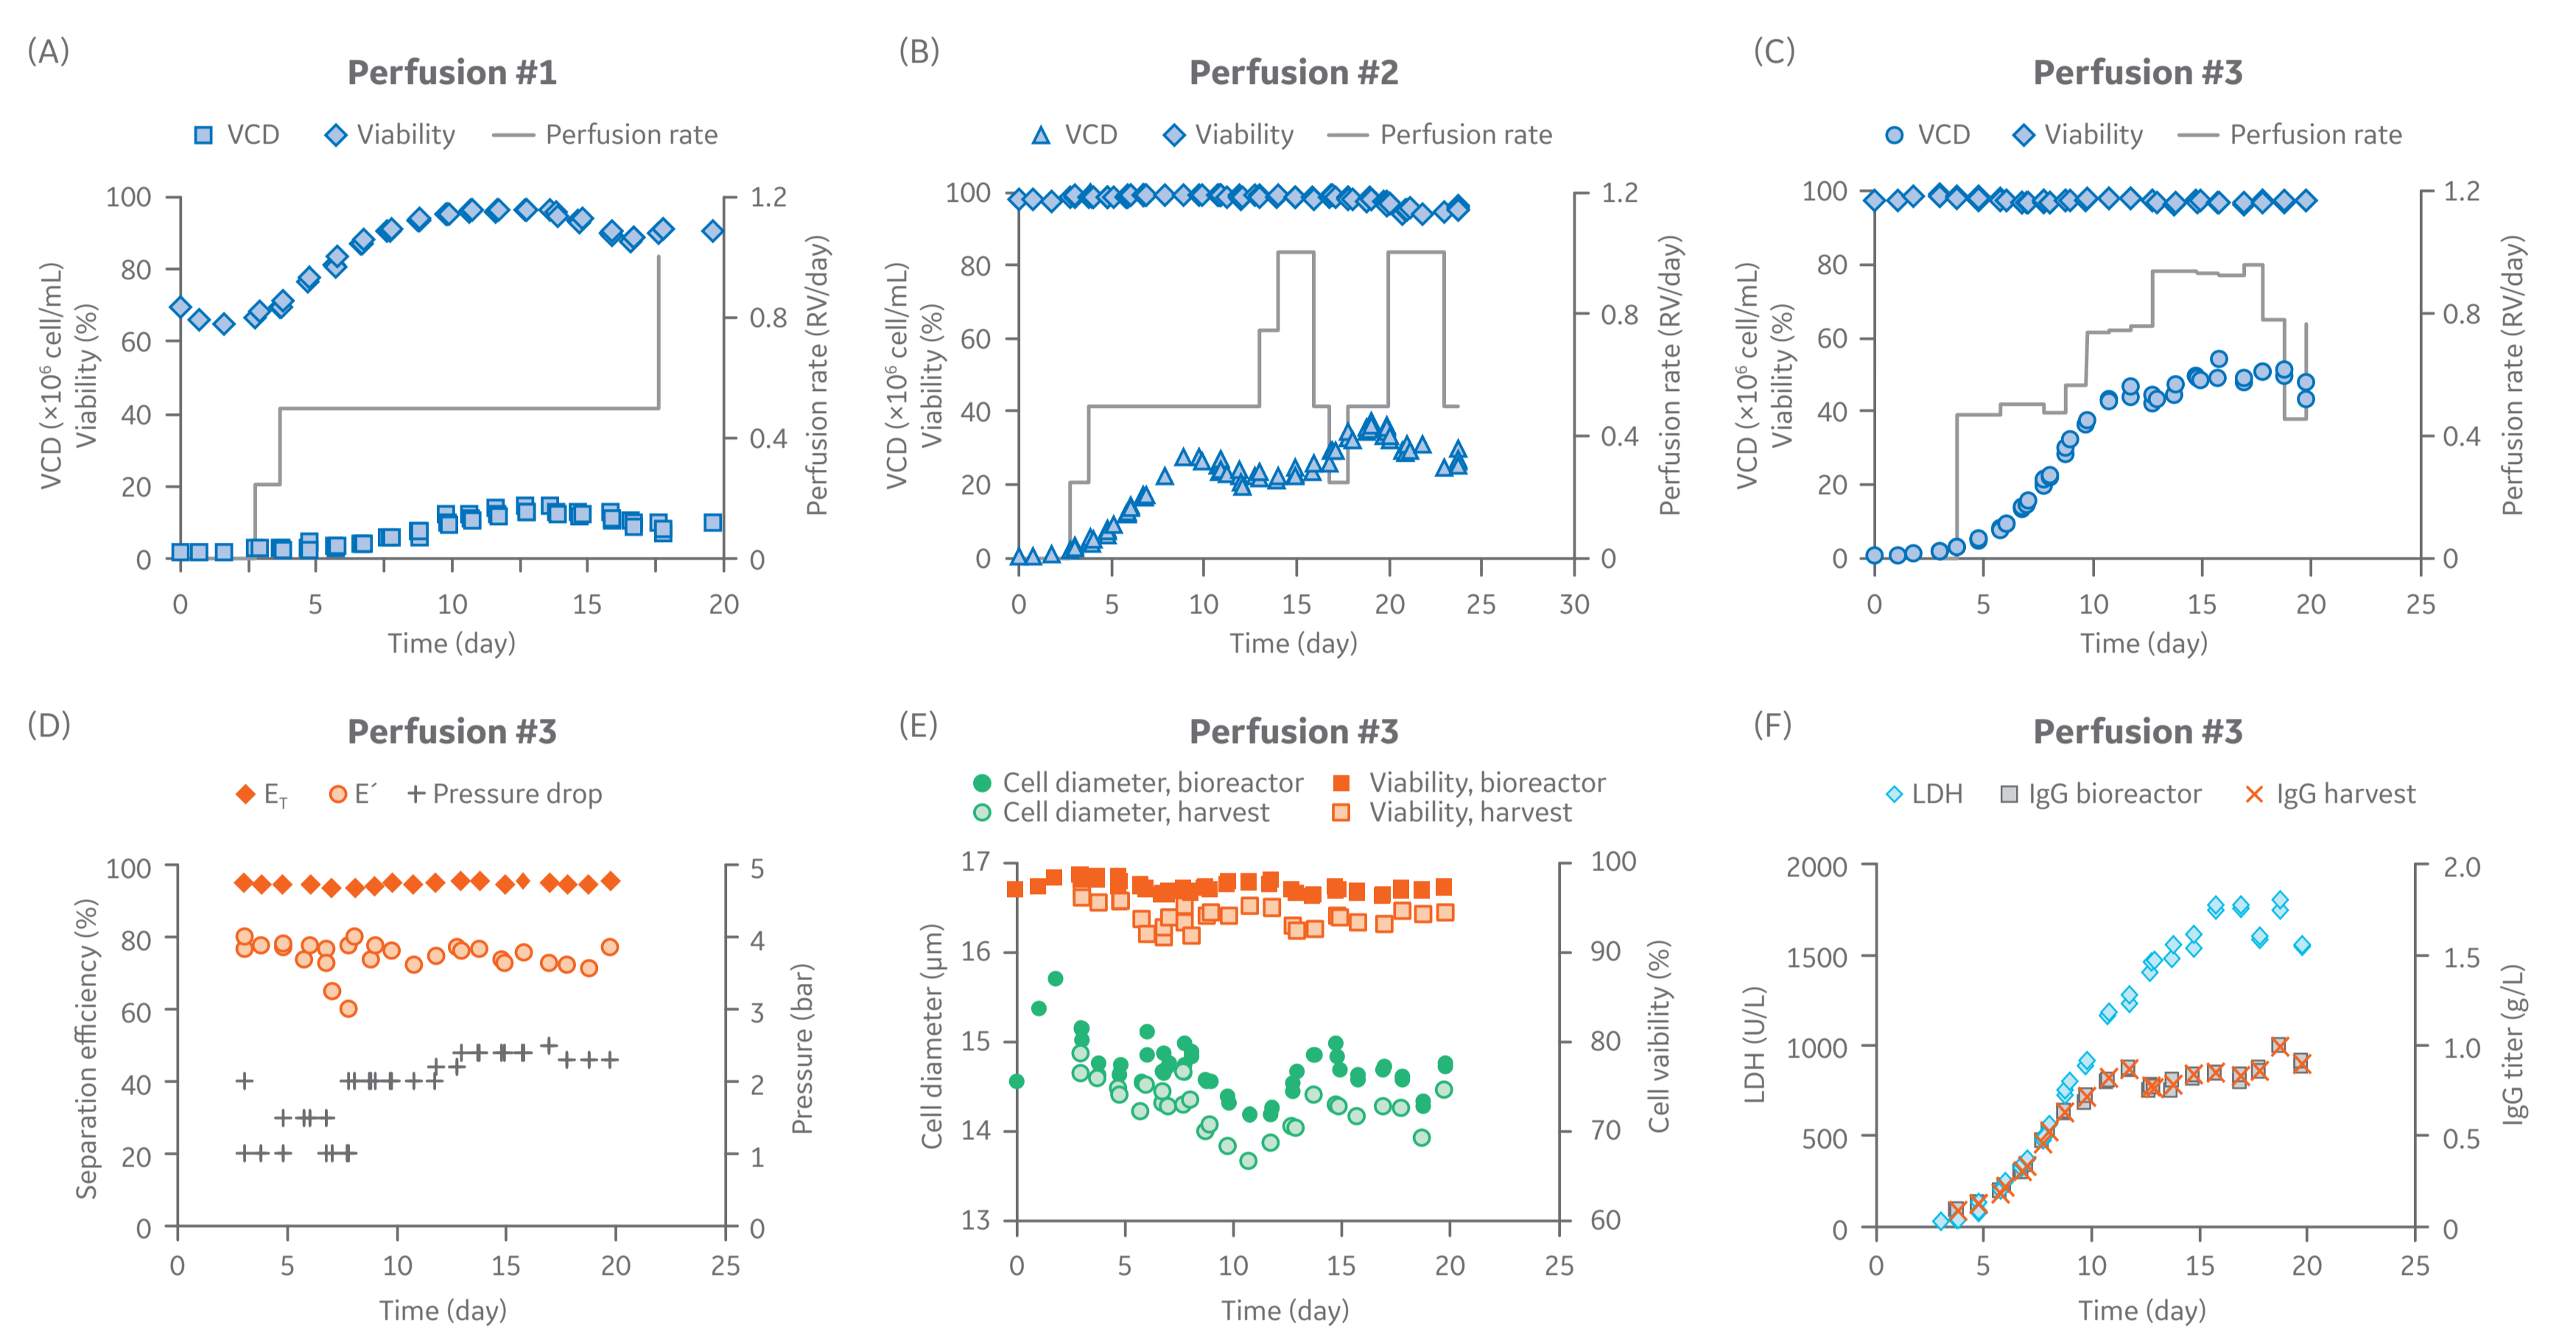 (A)
Perfusion #1
VCD Viability Perfusion rate
100
80
60
40
20
0
VCD (×10⁶ cell/mL)
Viability (%)
1.2
0.8
0.4
0
Perfusion rate (RV/day)
0 5 10 15 20
Time (day)
(B)
Perfusion #2
VCD Viability Perfusion rate
100
80
60
40
20
0
VCD (×10⁶ cell/mL)
Viability (%)
1.2
0.8
0.4
0
Perfusion rate (RV/day)
0 5 10 15 20 25 30
Time (day)
(C)
Perfusion #3
VCD Viability Perfusion rate
100
80
60
40
20
0
VCD (×10⁶ cell/mL)
Viability (%)
1.2
0.8
0.4
0
Perfusion rate (RV/day)
0 5 10 15 20 25
Time (day)
(D)
Perfusion #3
E_T E´ Pressure drop
100
80
60
40
20
0
Separation efficiency (%)
5
4
3
2
1
0
Pressure (bar)
0 5 10 15 20 25
Time (day)
(E)
Perfusion #3
Cell diameter, bioreactor Viability, bioreactor
Cell diameter, harvest Viability, harvest
17
16
15
14
13
Cell diameter (µm)
100
90
80
70
60
Cell vaibility (%)
0 5 10 15 20 25
Time (day)
(F)
Perfusion #3
LDH IgG bioreactor IgG harvest
2000
1500
1000
500
0
LDH (U/L)
2.0
1.5
1.0
0.5
0
IgG titer (g/L)
0 5 10 15 20 25
Time (day)